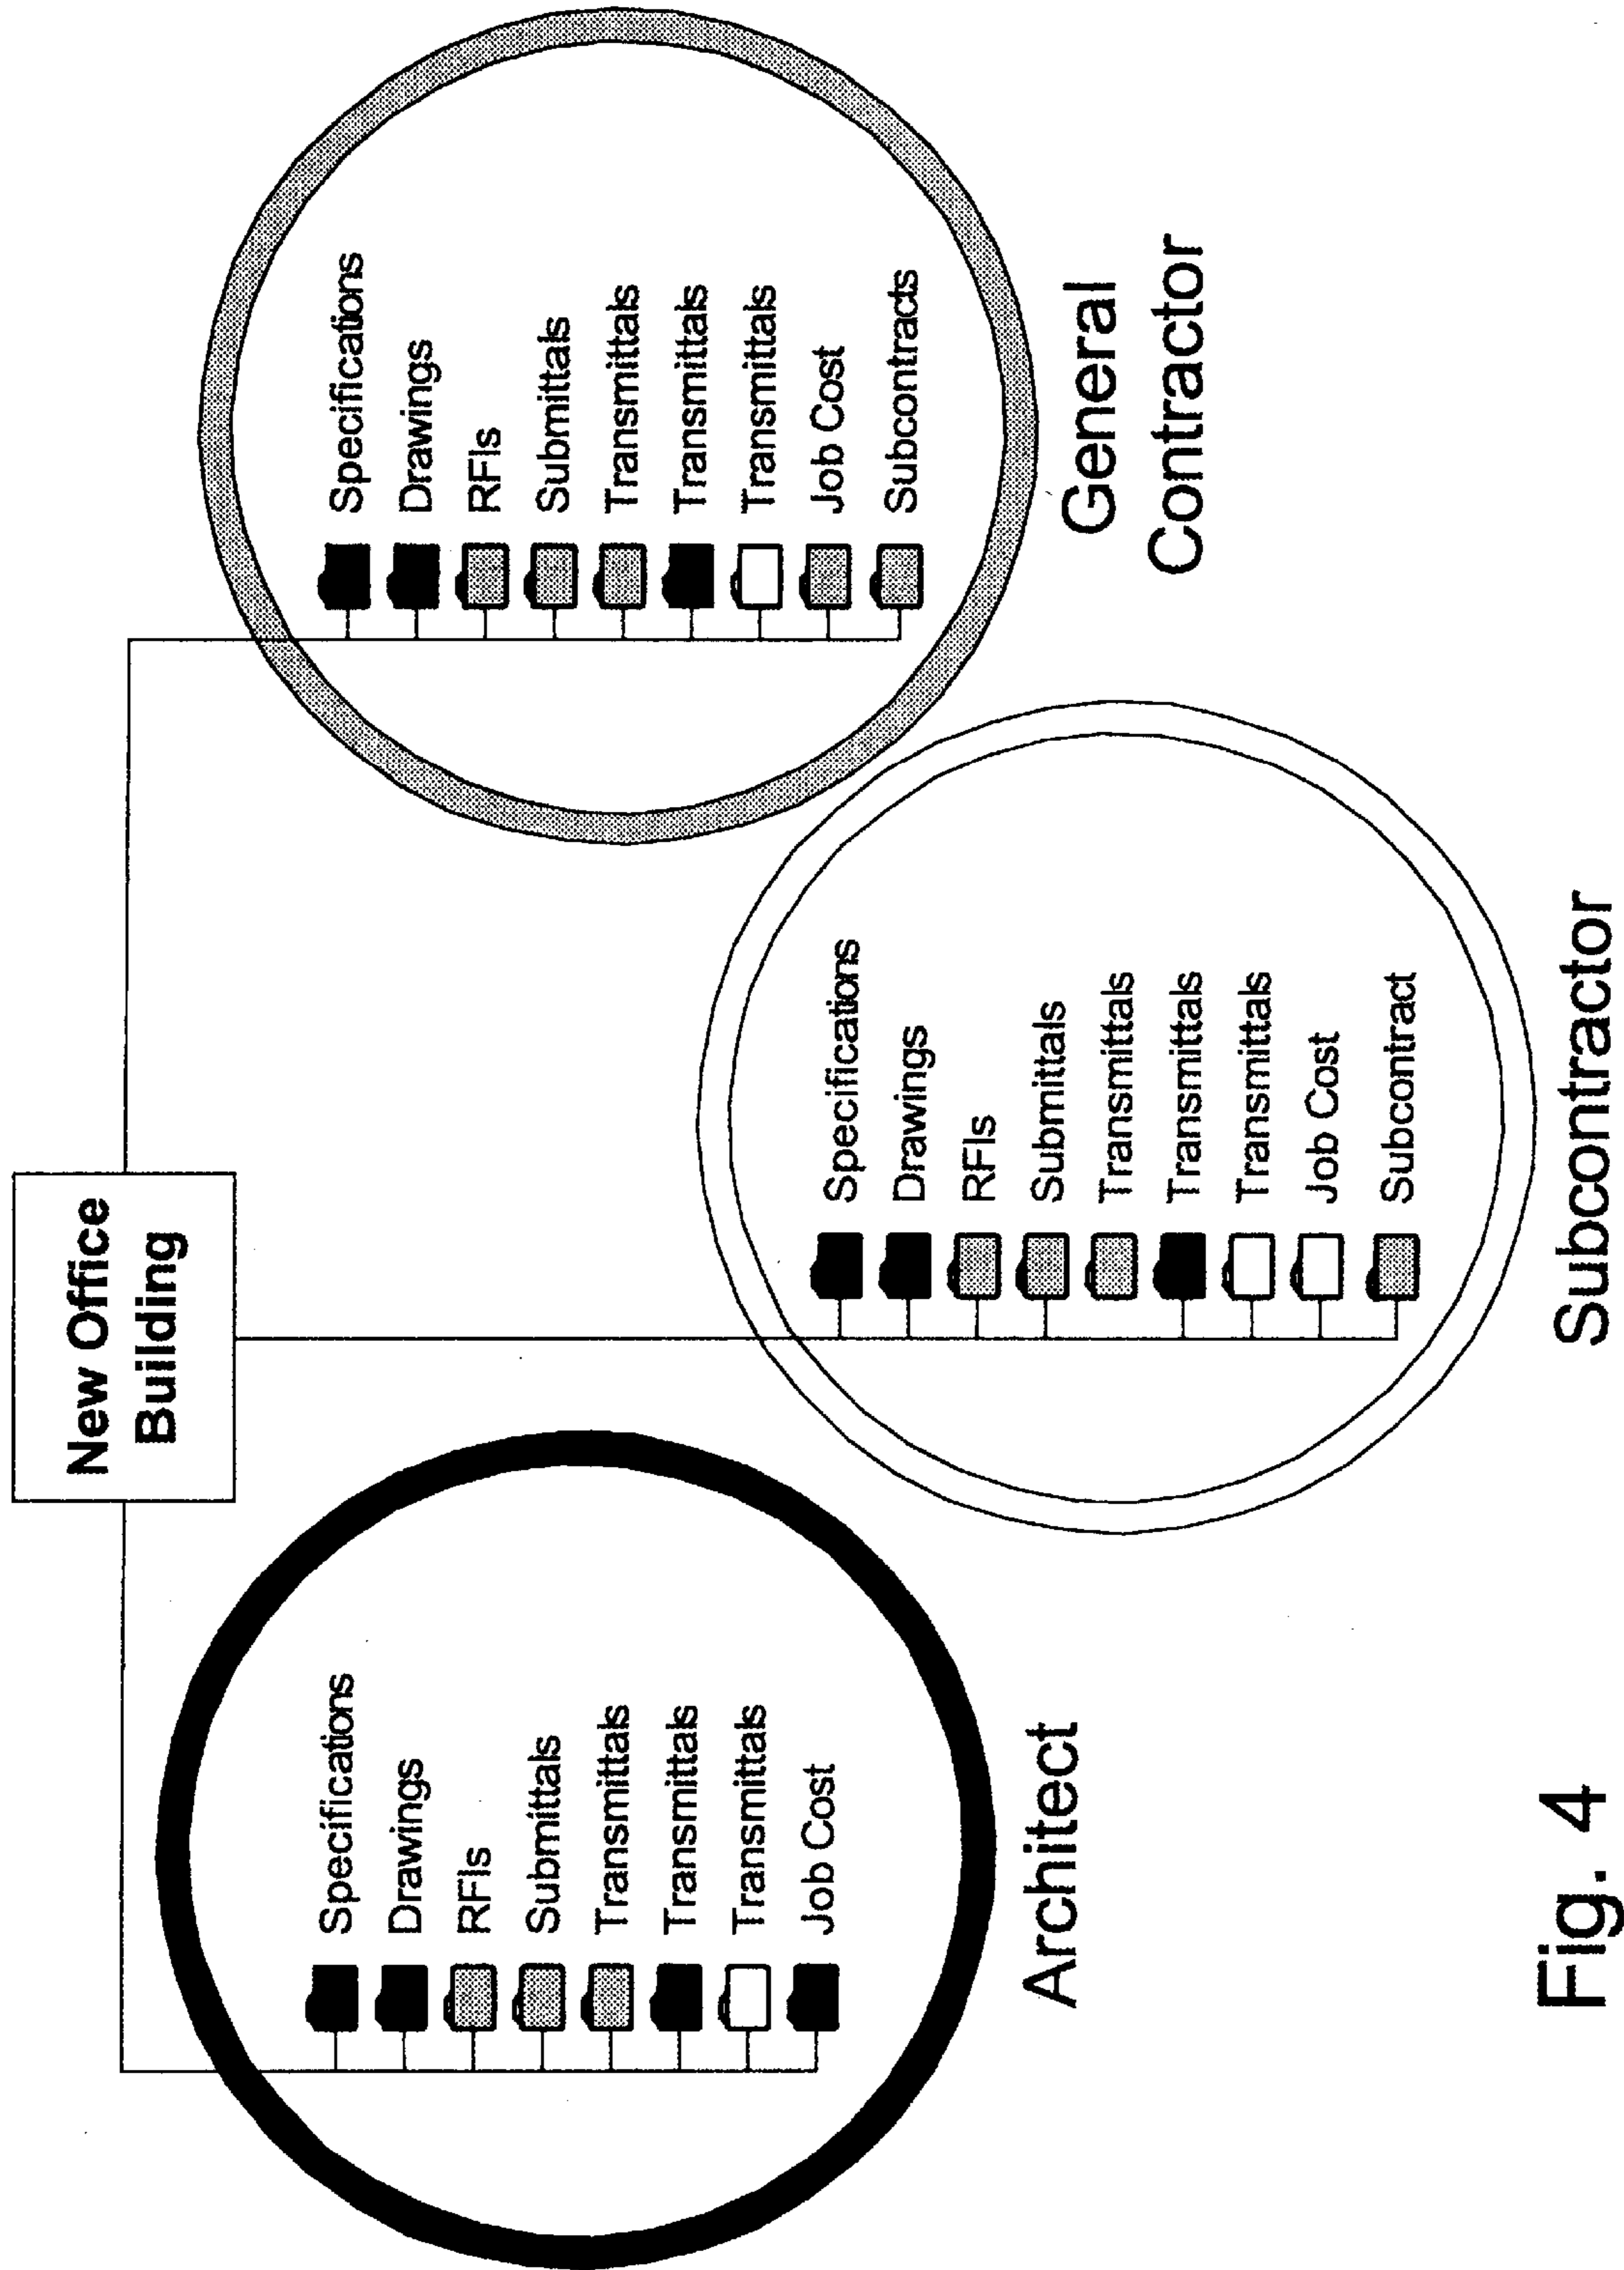 New Office
Building
Specifications
Drawings
RFIs
Submittals
Transmittals
Transmittals
Transmittals
Job Cost
Architect
Specifications
Drawings
RFIs
Submittals
Transmittals
Transmittals
Transmittals
Job Cost
Subcontract
Subcontractor
Specifications
Drawings
RFIs
Submittals
Transmittals
Transmittals
Transmittals
Job Cost
Subcontracts
General
Contractor
Fig. 4